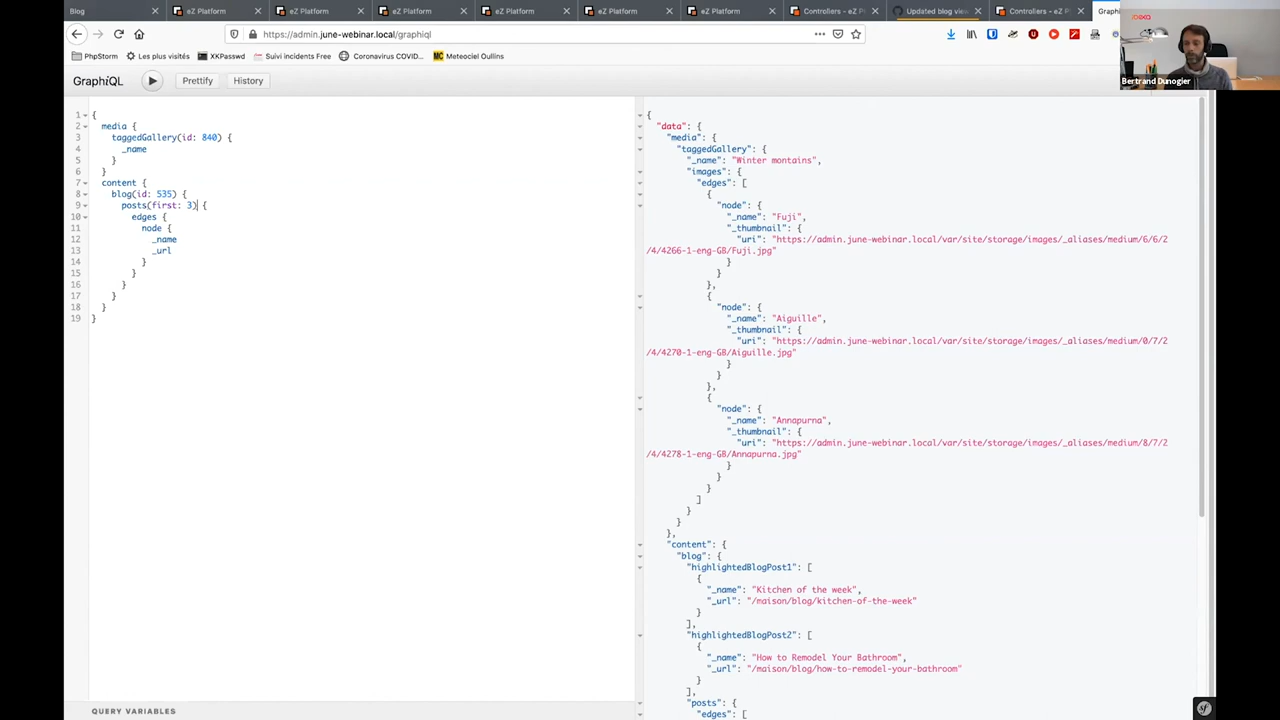 Blog
eZ Platform
eZ Platform
eZ Platform
eZ Platform
eZ Platform
eZ Platform
Controllers - eZ P
Updated blog view
Controllers - eZ P
Graphi
https://admin.june-webinar.local/graphiql
PhpStorm
Les plus visités
XKPasswd
Suivi incidents Free
Coronavirus COVID...
Meteociel Oullins
Bertrand Dunogier
GraphiQL
Prettify
History
1 {
2 media {
3 taggedGallery(id: 840) {
4 _name
5 }
6 }
7 content {
8 blog(id: 535) {
9 posts(first: 3) {
10 edges {
11 node {
12 _name
13 _url
14 }
15 }
16 }
17 }
18 }
19 }
{
"data": {
"media": {
"taggedGallery": {
"_name": "Winter montains",
"images": {
"edges": [
{
"node": {
"_name": "Fuji",
"_thumbnail": {
"uri": "https://admin.june-webinar.local/var/site/storage/images/_aliases/medium/6/6/2
/4/4266-1-eng-GB/Fuji.jpg"
}
}
},
{
"node": {
"_name": "Aiguille",
"_thumbnail": {
"uri": "https://admin.june-webinar.local/var/site/storage/images/_aliases/medium/0/7/2
/4/4270-1-eng-GB/Aiguille.jpg"
}
}
},
{
"node": {
"_name": "Annapurna",
"_thumbnail": {
"uri": "https://admin.june-webinar.local/var/site/storage/images/_aliases/medium/8/7/2
/4/4278-1-eng-GB/Annapurna.jpg"
}
}
}
]
}
}
},
"content": {
"blog": {
"highlightedBlogPost1": [
{
"_name": "Kitchen of the week",
"_url": "/maison/blog/kitchen-of-the-week"
}
],
"highlightedBlogPost2": [
{
"_name": "How to Remodel Your Bathroom",
"_url": "/maison/blog/how-to-remodel-your-bathroom"
}
],
"posts": {
"edges": [
QUERY VARIABLES